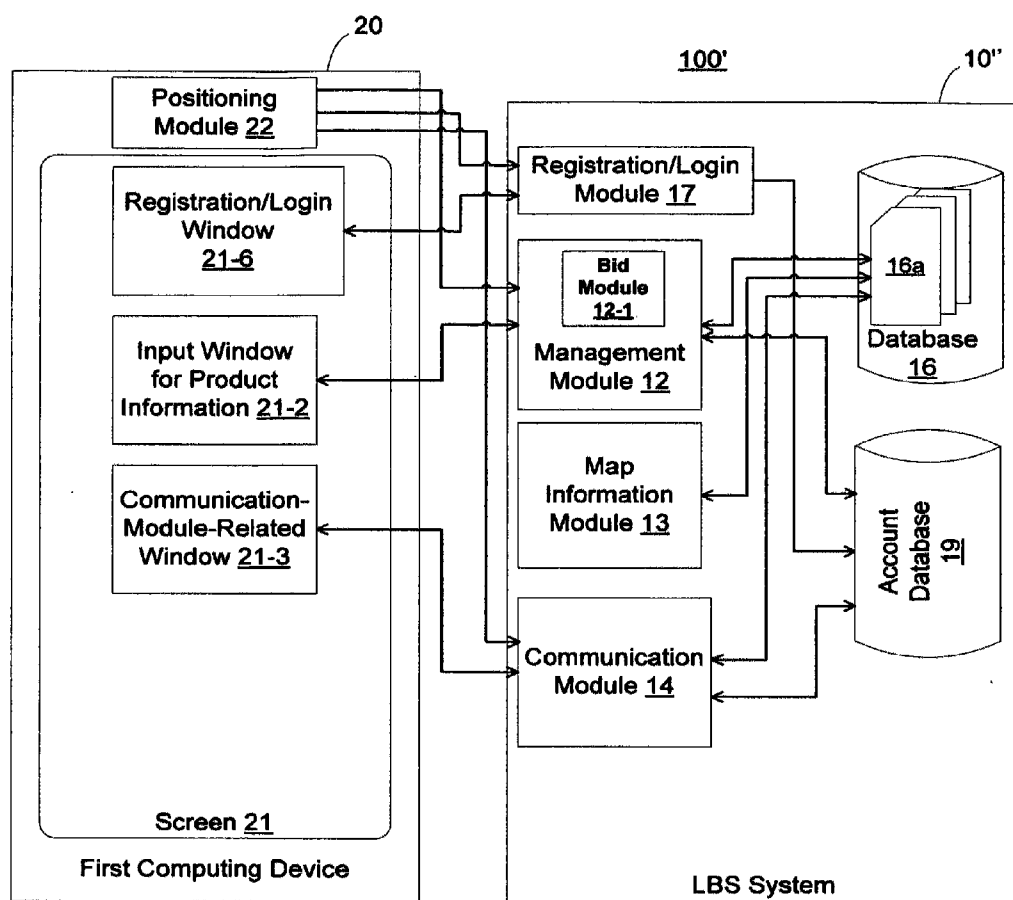 20
100'
10"
Positioning
Module 22
Registration/Login
Window
21-6
Input Window
for Product
Information 21-2
Communication-
Module-Related
Window 21-3
Screen 21
First Computing Device
Registration/Login
Module 17
Bid
Module
12-1
Management
Module 12
Map
Information
Module 13
Communication
Module 14
16a
Database
16
Account
Database
19
LBS System